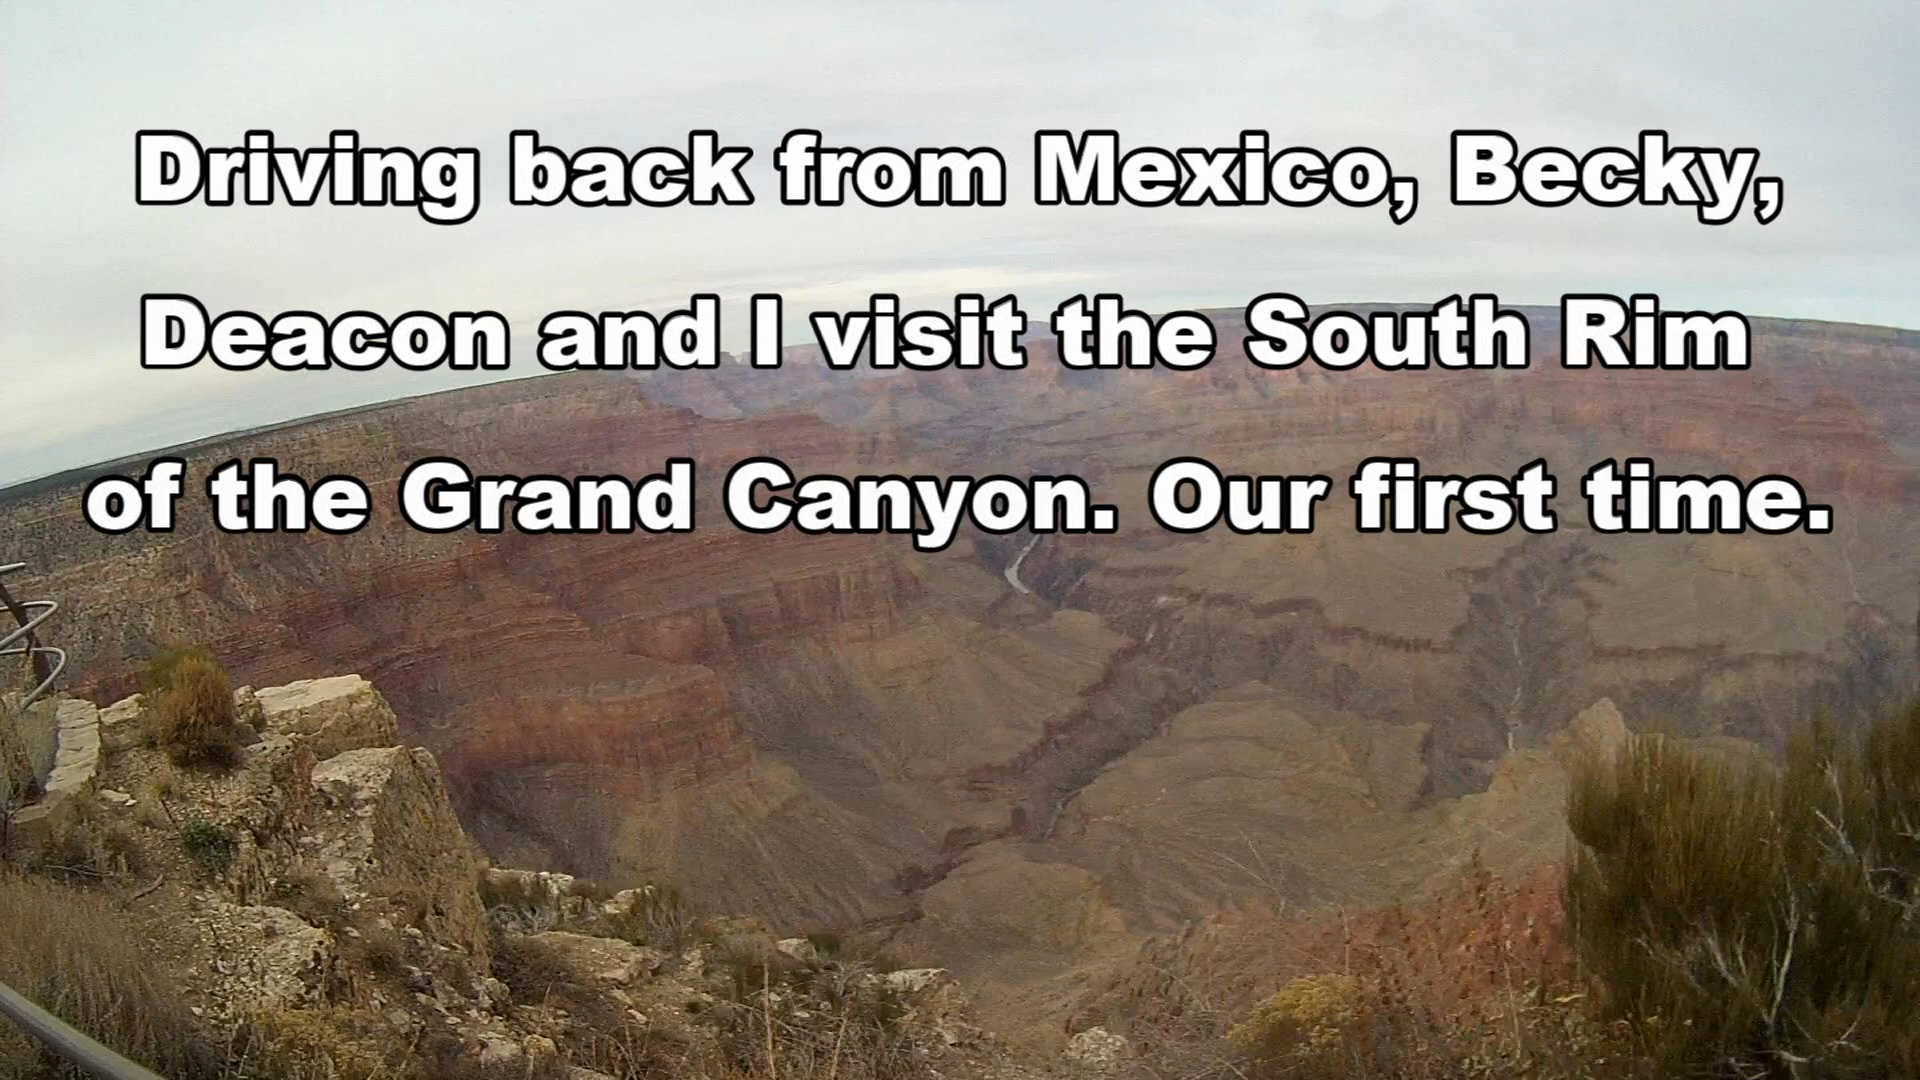 Driving back from Mexico, Becky,
Deacon and I visit the South Rim
of the Grand Canyon. Our first time.